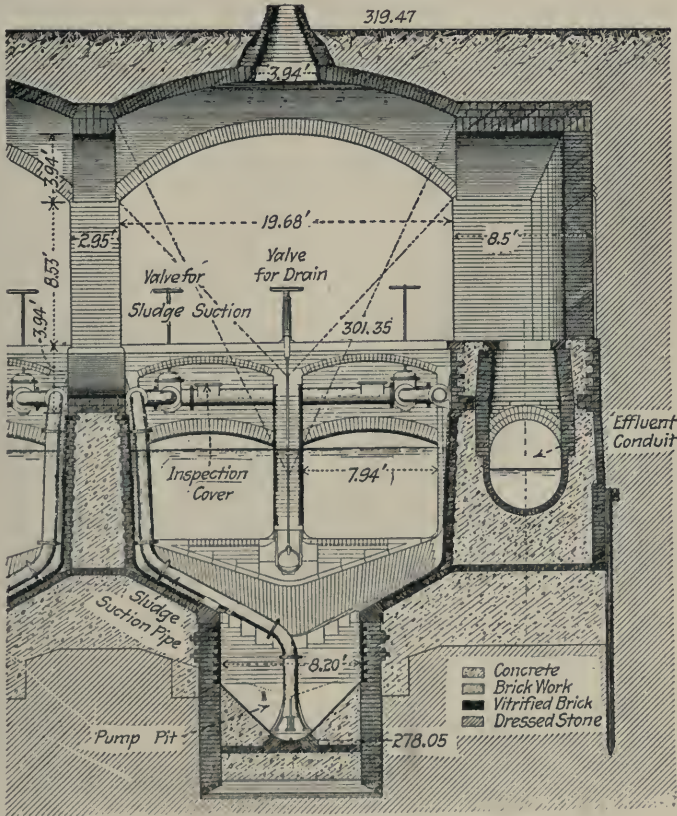 319.47
3.94'
3.94'
19.68'
2.95'
8.5'
8.53'
Valve for
Sludge Suction
Valve
for Drain
3.94'
301.35
Effluent
Conduit
Inspection
Cover
7.94'
Sludge
Suction Pipe
8.20'
Concrete
Brick Work
Vitrified Brick
Dressed Stone
Pump Pit
278.05